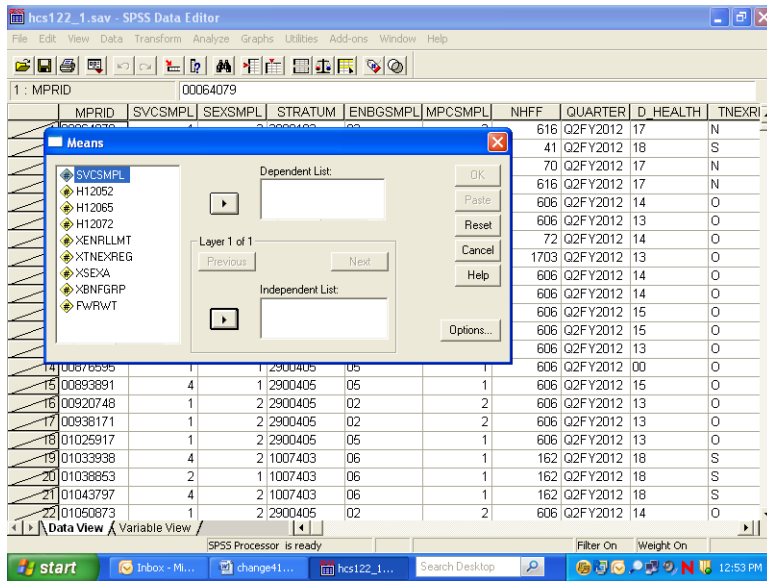 hcs122_1.sav - SPSS Data Editor
File Edit View Data Transform Analyze Graphs Utilities Add-ons Window Help
1 : MPRID 00064079
MPRID SVCSMPL SEXSMPL STRATUM ENBGSMPL MPCSMPL NHFF QUARTER D_HEALTH TNEXRE
616 Q2FY2012 17 N
41 Q2FY2012 18 S
70 Q2FY2012 17 N
616 Q2FY2012 17 N
606 Q2FY2012 14 O
606 Q2FY2012 13 O
72 Q2FY2012 14 O
1703 Q2FY2012 13 O
606 Q2FY2012 14 O
606 Q2FY2012 14 O
606 Q2FY2012 15 O
606 Q2FY2012 15 O
606 Q2FY2012 13 O
14 00876595 1 1 2900405 05 1 606 Q2FY2012 00 O
15 00893891 4 1 2900405 05 1 606 Q2FY2012 15 O
16 00920748 1 2 2900405 02 2 606 Q2FY2012 13 O
17 00938171 1 2 2900405 02 2 606 Q2FY2012 13 O
18 01025917 1 2 2900405 05 1 606 Q2FY2012 13 O
19 01033938 4 2 1007403 06 1 162 Q2FY2012 18 S
20 01038853 2 1 1007403 06 1 162 Q2FY2012 18 S
21 01043797 4 2 1007403 06 1 162 Q2FY2012 18 S
22 01050873 1 2 2900405 02 2 606 Q2FY2012 14 O
Means
SVCSMPL
H12052
H12065
H12072
XENRLLMT
XTNEXREG
XSEXA
XBNFGRP
FWRWT
Dependent List:
Layer 1 of 1
Previous Next
Independent List:
OK
Paste
Reset
Cancel
Help
Options...
Data View Variable View
SPSS Processor is ready Filter On Weight On
start Inbox - Mi... change41... hcs122_1... Search Desktop 12:53 PM